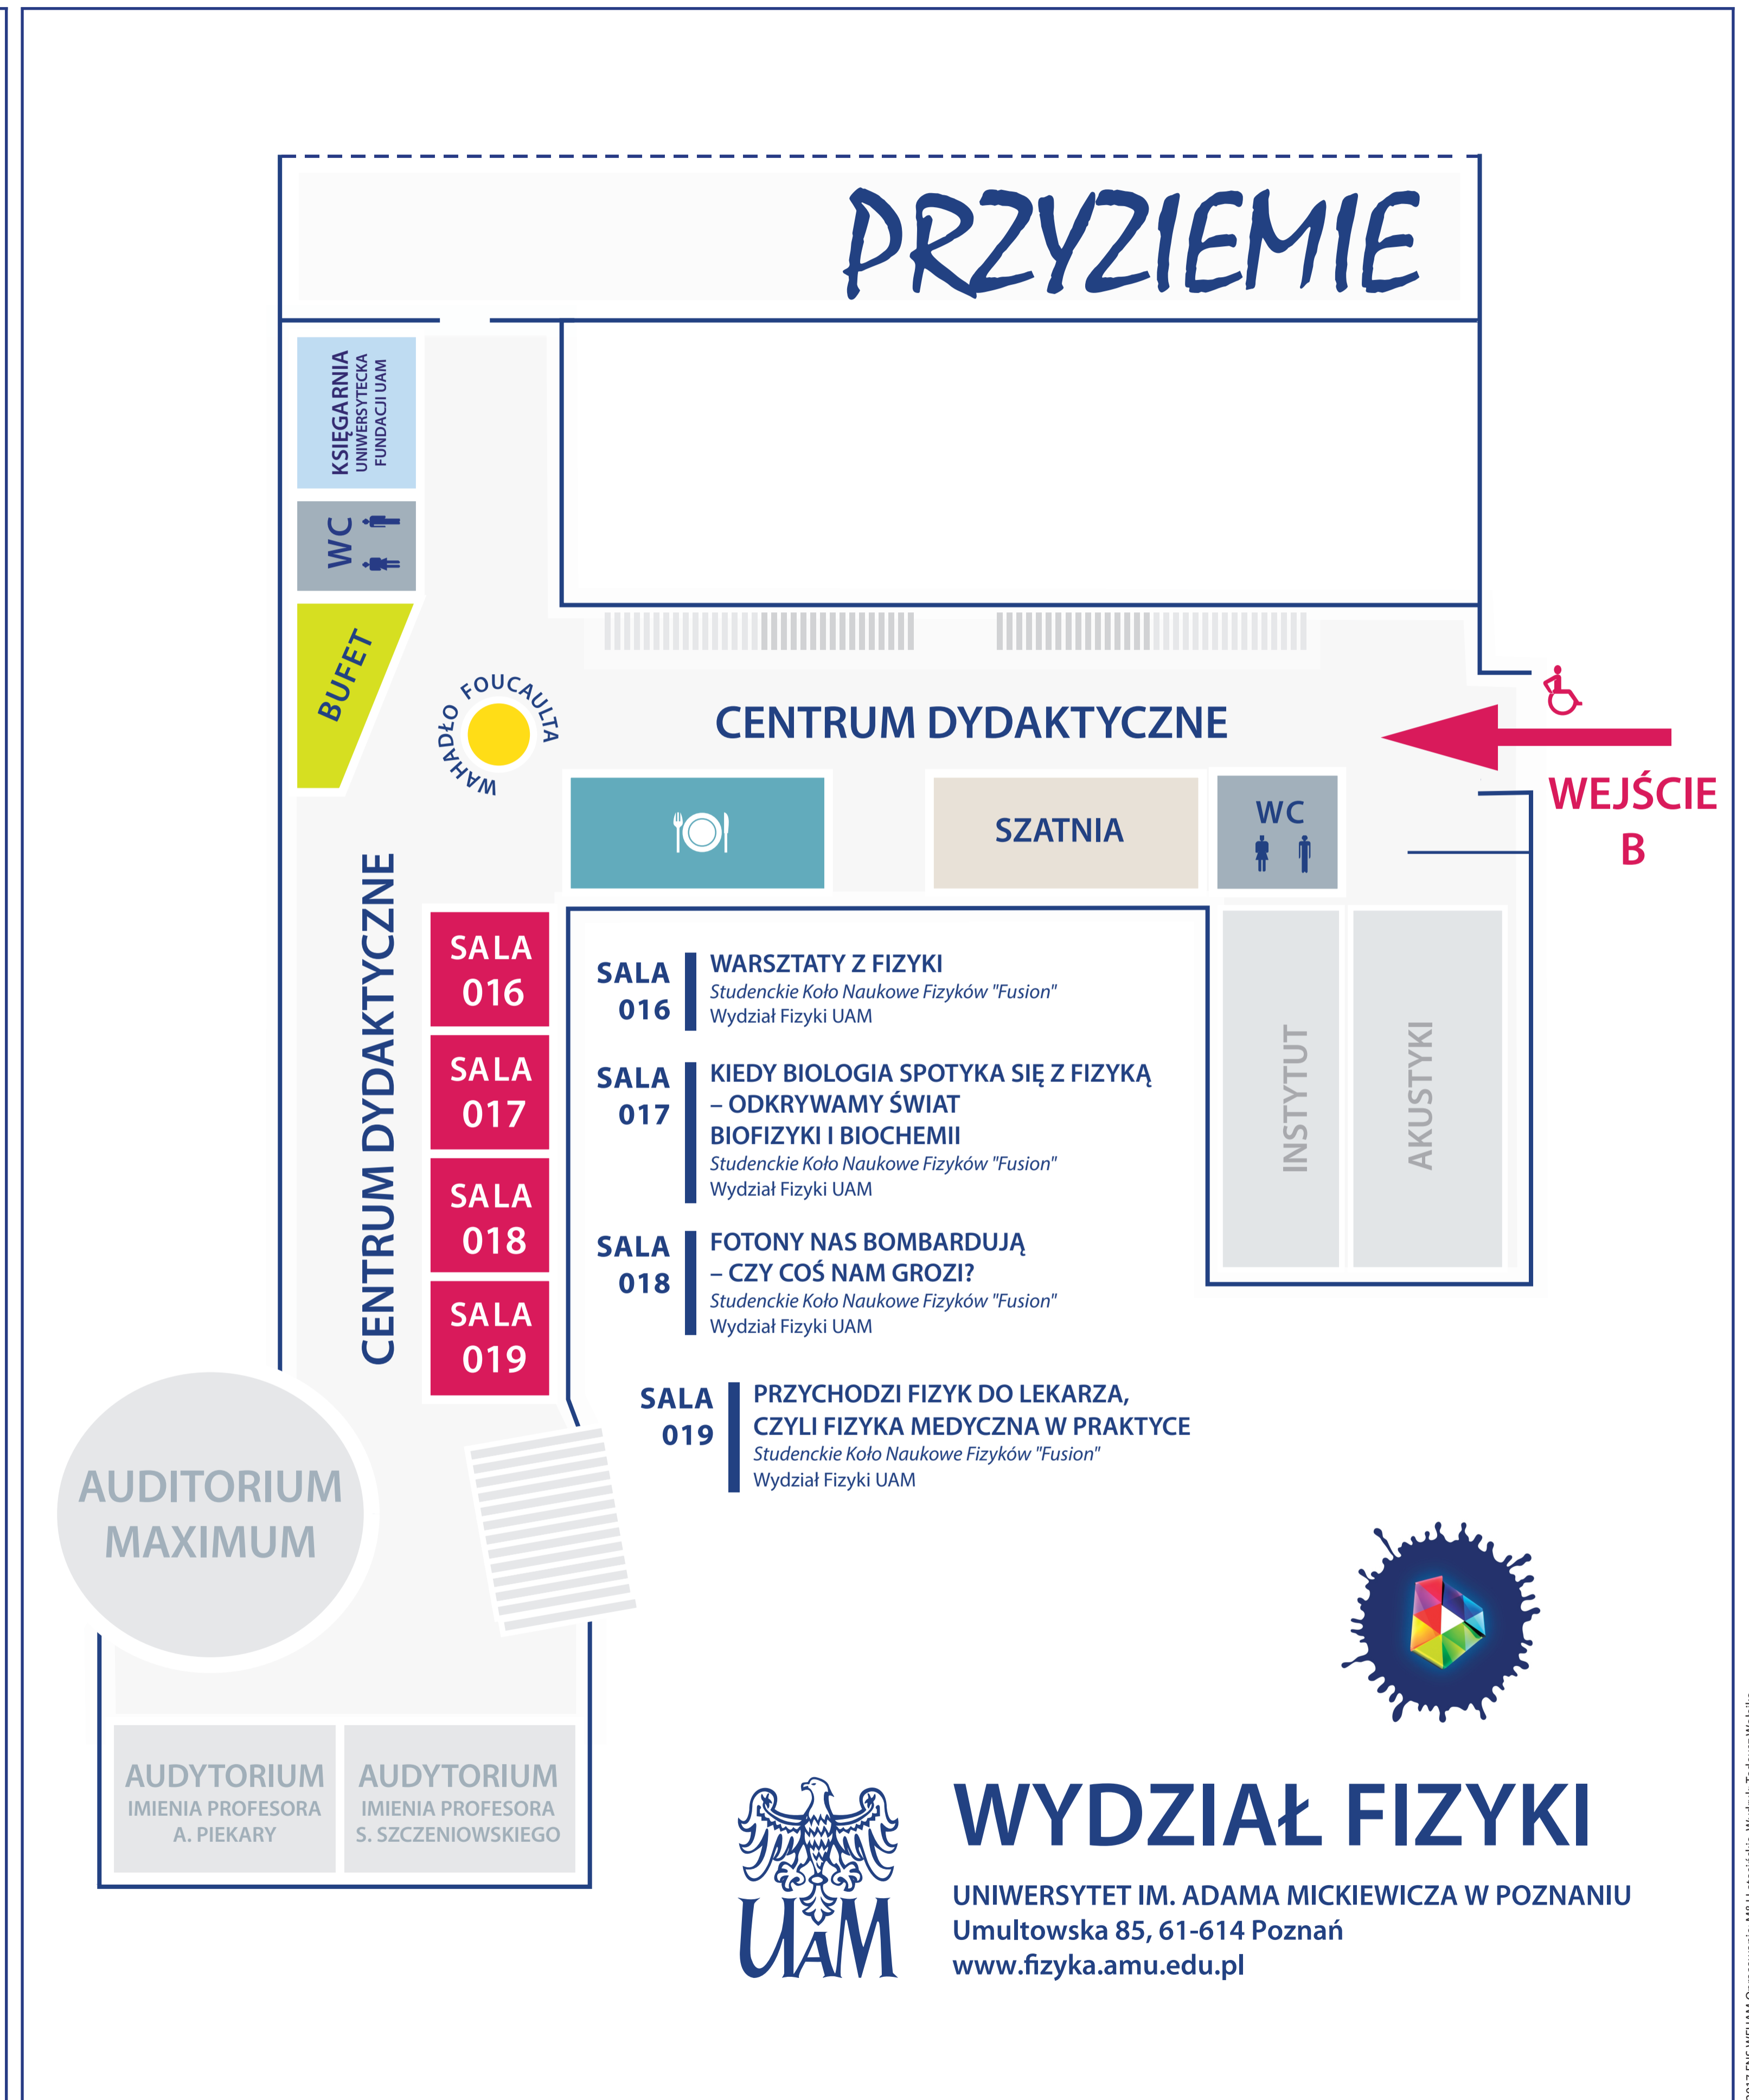 PRZYZIEMIE
KSIĘGARNIA
UNIWERSYTECKA
FUNDACJI UAM
WC
BUFET
WAHADŁO FOUCAULTA
CENTRUM DYDAKTYCZNE
WEJŚCIE
B
SZATNIA
WC
CENTRUM DYDAKTYCZNE
SALA
016
SALA
017
SALA
018
SALA
019
SALA
016
WARSZTATY Z FIZYKI
Studenckie Koło Naukowe Fizyków "Fusion"
Wydział Fizyki UAM
SALA
017
KIEDY BIOLOGIA SPOTYKA SIĘ Z FIZYKĄ
– ODKRYWAMY ŚWIAT
BIOFIZYKI I BIOCHEMII
Studenckie Koło Naukowe Fizyków "Fusion"
Wydział Fizyki UAM
SALA
018
FOTONY NAS BOMBARDUJĄ
– CZY COŚ NAM GROZI?
Studenckie Koło Naukowe Fizyków "Fusion"
Wydział Fizyki UAM
SALA
019
PRZYCHODZI FIZYK DO LEKARZA,
CZYLI FIZYKA MEDYCZNA W PRAKTYCE
Studenckie Koło Naukowe Fizyków "Fusion"
Wydział Fizyki UAM
INSTYTUT
AKUSTYKI
AUDITORIUM
MAXIMUM
AUDYTORIUM
IMIENIA PROFESORA
A. PIEKARY
AUDYTORIUM
IMIENIA PROFESORA
S. SZCZENIOWSKIEGO
UAM
WYDZIAŁ FIZYKI
UNIWERSYTET IM. ADAMA MICKIEWICZA W POZNANIU
Umultowska 85, 61-614 Poznań
www.fizyka.amu.edu.pl